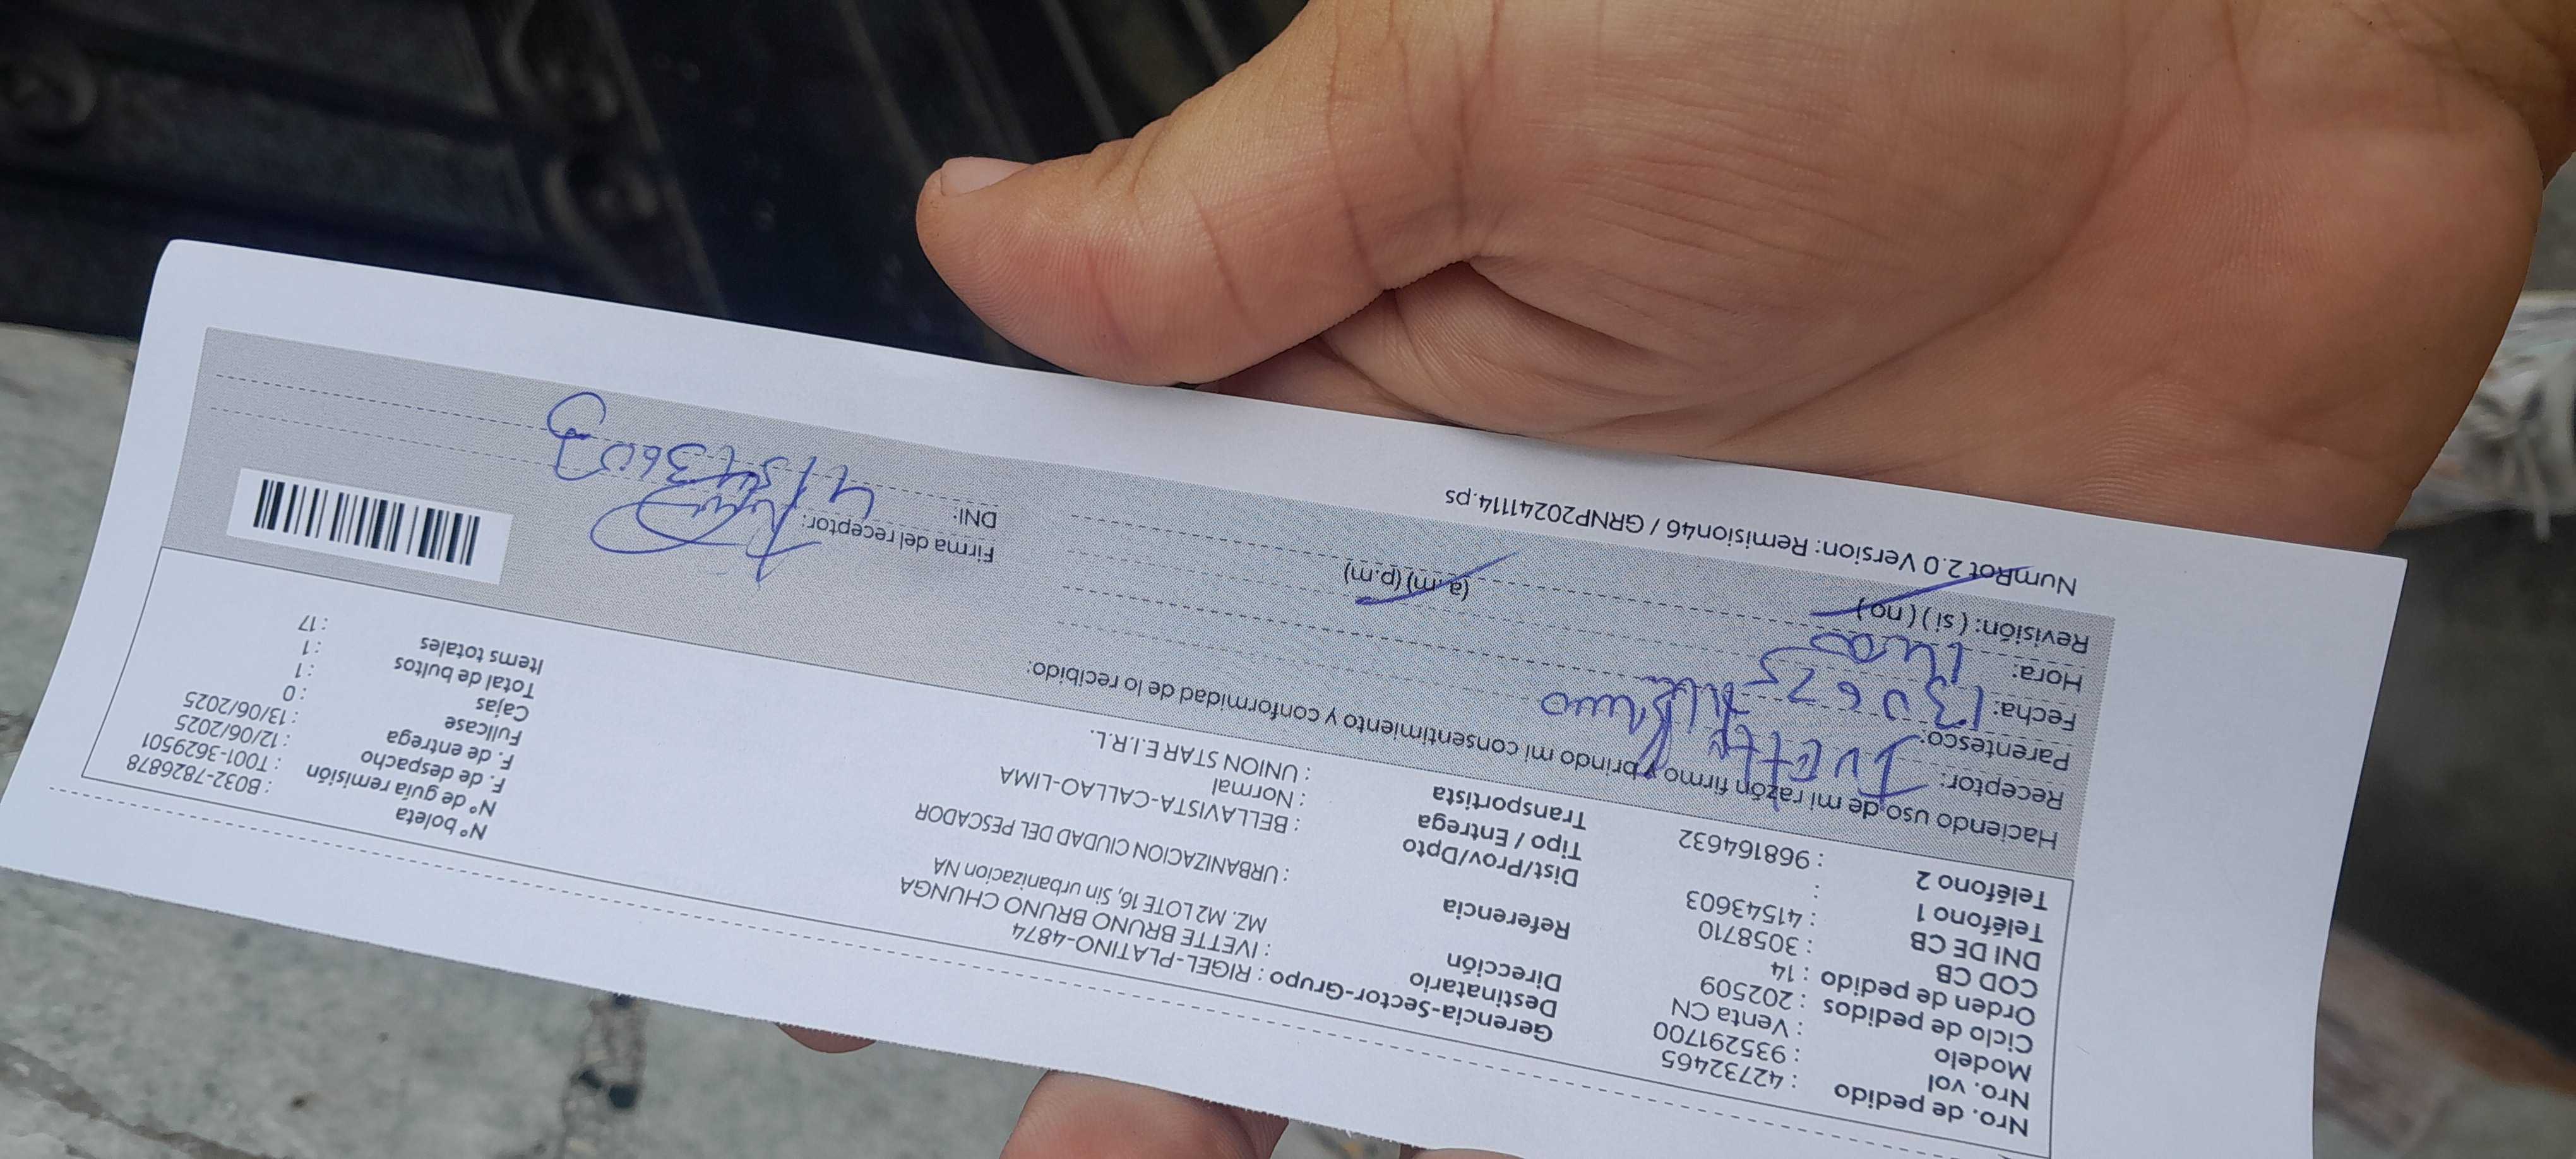 Nro. de pedido : 42732465
Nro. vol : 935291700
Modelo : Venta CN
Ciclo de pedidos : 202509
Orden de pedido : 14
COD CB : 3058710
DNI DE CB : 41543603
Teléfono 1 :
Teléfono 2 : 968164632
Gerencia-Sector-Grupo : RIGEL-PLATINO-4874
Destinatario : IVETTE BRUNO CHUNGA
Dirección MZ. M2 LOTE 16, Sin urbanizacion NA
Referencia : URBANIZACION CIUDAD DEL PESCADOR
Dist/Prov/Dpto : BELLAVISTA-CALLAO-LIMA
Tipo / Entrega : Normal
Transportista : UNION STAR E.I.R.L.
N° boleta : B032-7826878
N° de guía remisión : T001-3629501
F. de despacho : 12/06/2025
F. de entrega : 13/06/2025
Fullcase : 0
Cajas : 1
Total de bultos : 1
Items totales : 17
Haciendo uso de mi razón firmo y brindo mi consentimiento y conformidad de lo recibido:
Receptor: Ivette Bruno
Parentesco:
Fecha: 13 06 25
Hora: (a.m) (p.m)
Revisión: (si) (no)
Firma del receptor:
DNI: 41543603
NumRot 2.0 Version: Remision46 / GRNP20241114.ps